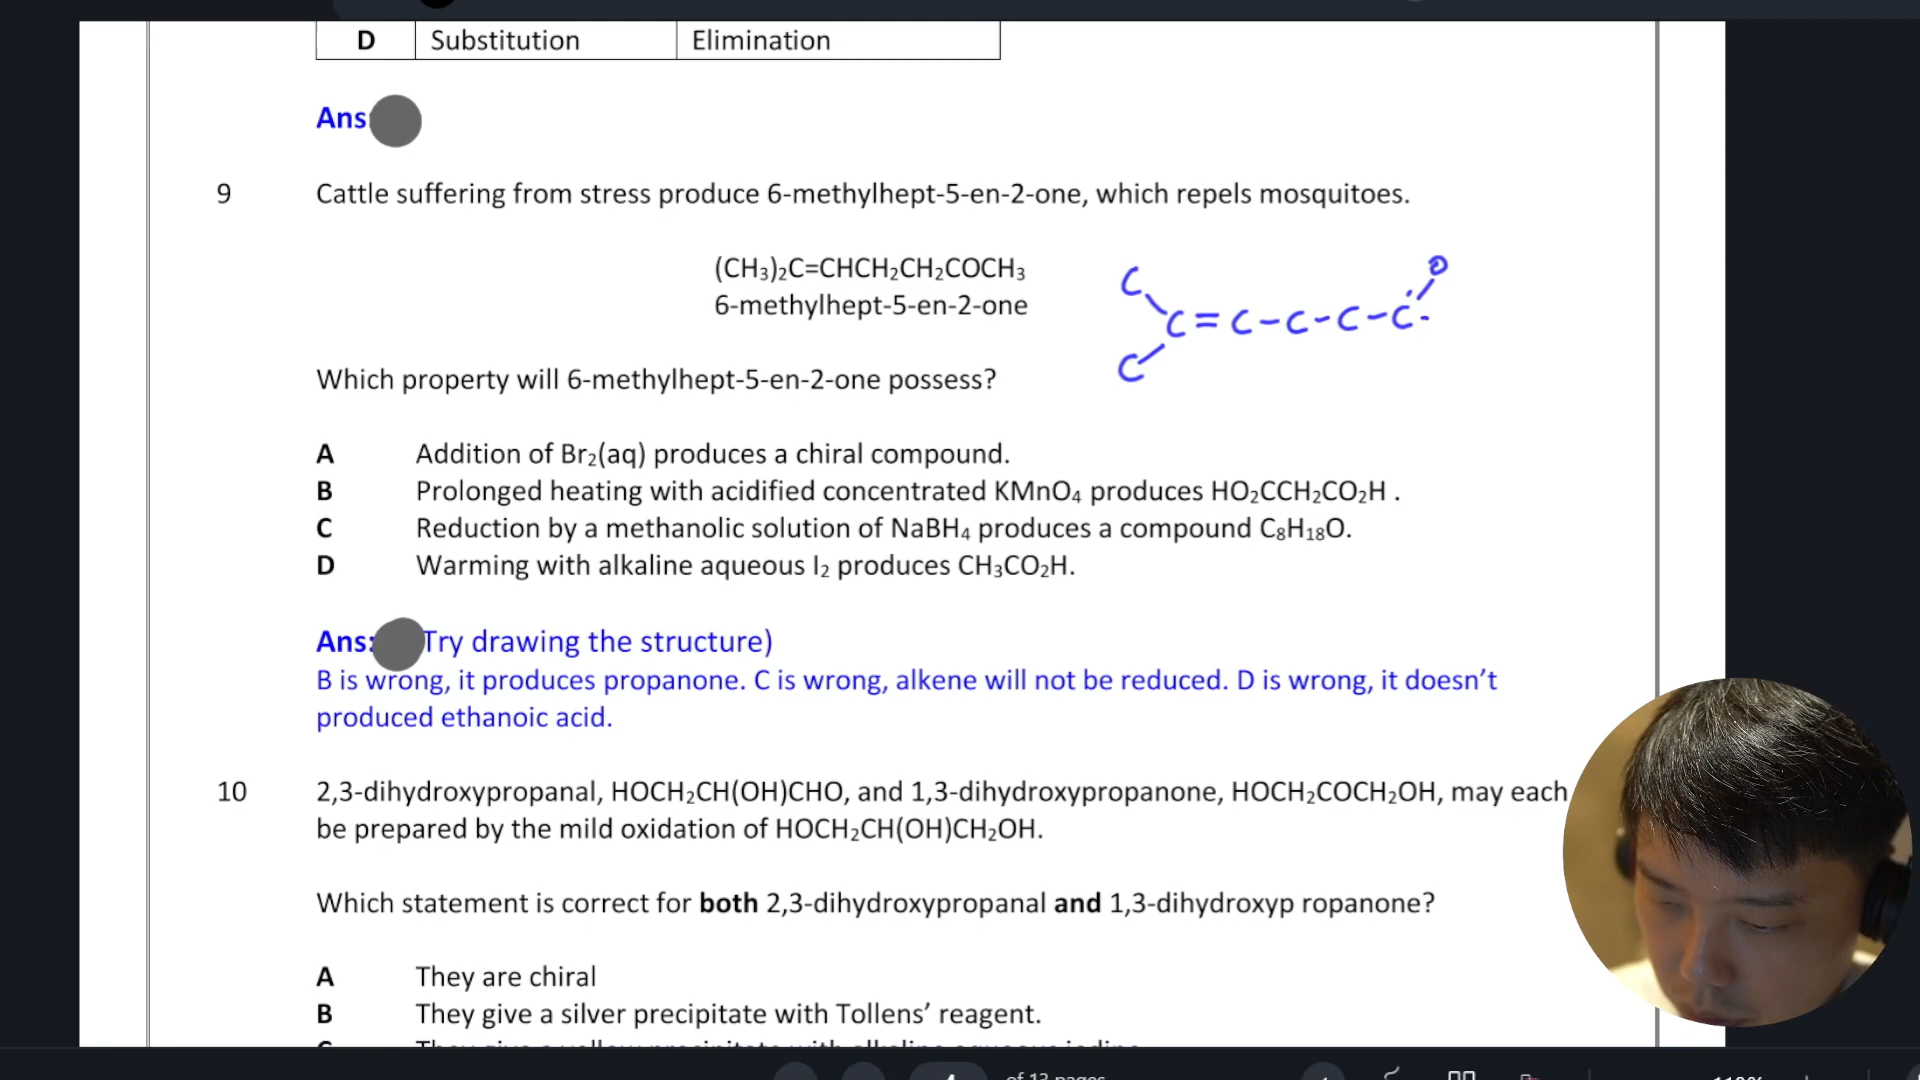 D Substitution Elimination
Ans:
9 Cattle suffering from stress produce 6-methylhept-5-en-2-one, which repels mosquitoes.
(CH₃)₂C=CHCH₂CH₂COCH₃
6-methylhept-5-en-2-one
C
O
C=C-C-C-C
C
Which property will 6-methylhept-5-en-2-one possess?
A Addition of Br₂(aq) produces a chiral compound.
B Prolonged heating with acidified concentrated KMnO₄ produces HO₂CCH₂CO₂H .
C Reduction by a methanolic solution of NaBH₄ produces a compound C₈H₁₈O.
D Warming with alkaline aqueous I₂ produces CH₃CO₂H.
Ans: Try drawing the structure)
B is wrong, it produces propanone. C is wrong, alkene will not be reduced. D is wrong, it doesn’t
produced ethanoic acid.
10 2,3-dihydroxypropanal, HOCH₂CH(OH)CHO, and 1,3-dihydroxypropanone, HOCH₂COCH₂OH, may each
be prepared by the mild oxidation of HOCH₂CH(OH)CH₂OH.
Which statement is correct for both 2,3-dihydroxypropanal and 1,3-dihydroxyp ropanone?
A They are chiral
B They give a silver precipitate with Tollens’ reagent.